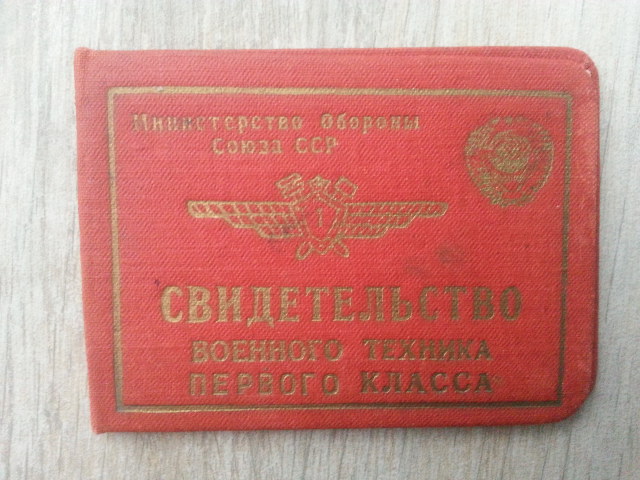 Министерство Обороны
Союза ССР
1
СВИДЕТЕЛЬСТВО
ВОЕННОГО ТЕХНИКА
ПЕРВОГО КЛАССА